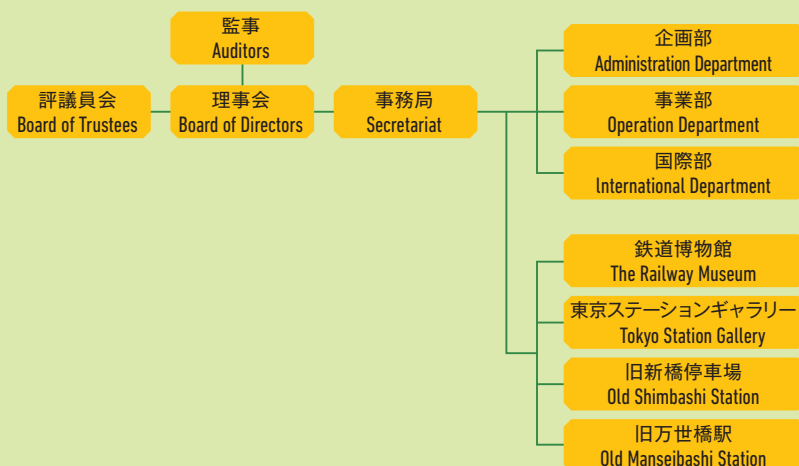 監事
Auditors
評議員会
Board of Trustees
理事会
Board of Directors
事務局
Secretariat
企画部
Administration Department
事業部
Operation Department
国際部
International Department
鉄道博物館
The Railway Museum
東京ステーションギャラリー
Tokyo Station Gallery
旧新橋停車場
Old Shimbashi Station
旧万世橋駅
Old Manseibashi Station